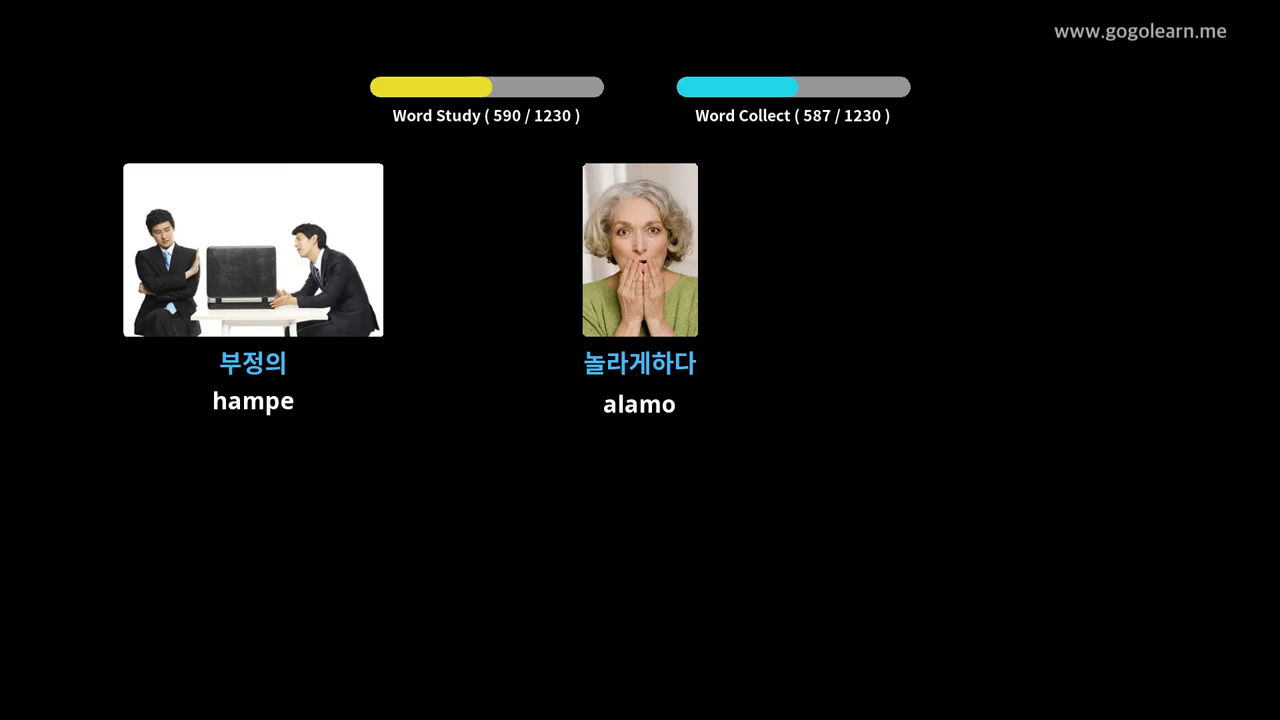 www.gogolearn.me
Word Study ( 590 / 1230 )
Word Collect ( 587 / 1230 )
부정의
hampe
놀라게하다
alamo